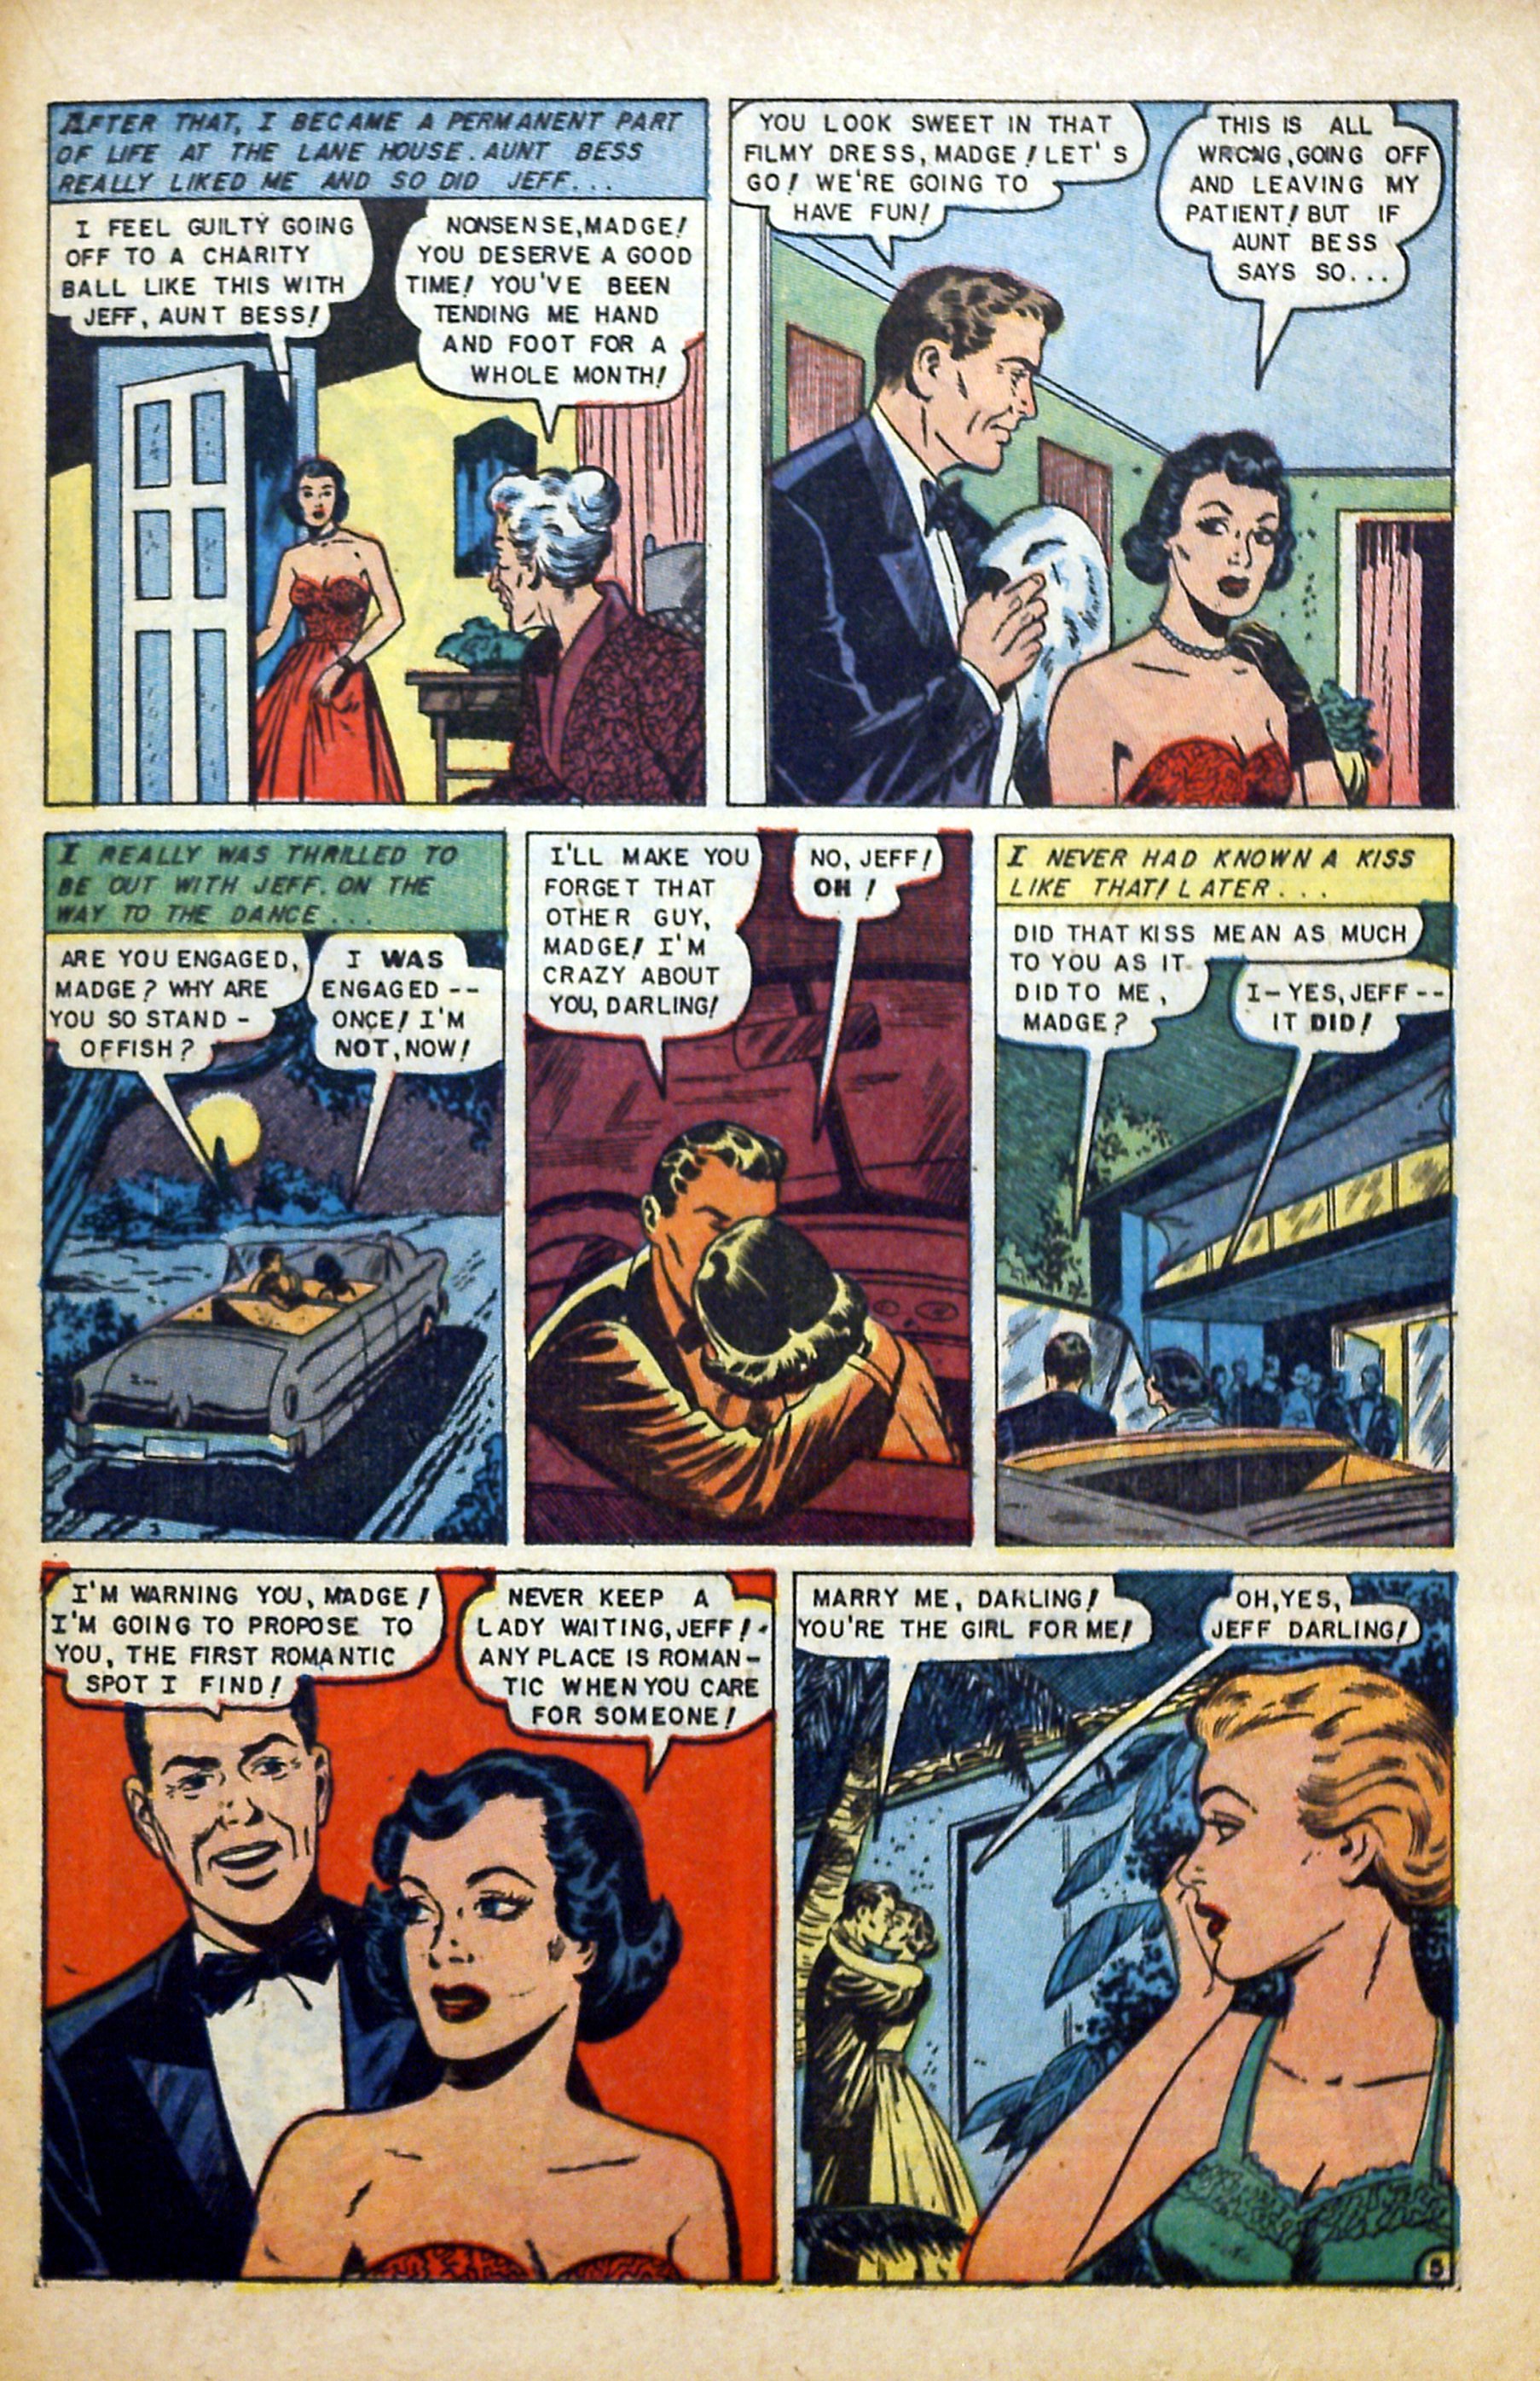 AFTER THAT, I BECAME A PERMANENT PART
OF LIFE AT THE LANE HOUSE. AUNT BESS
REALLY LIKED ME AND SO DID JEFF...
I FEEL GUILTY GOING
OFF TO A CHARITY
BALL LIKE THIS WITH
JEFF, AUNT BESS!
NONSENSE, MADGE!
YOU DESERVE A GOOD
TIME! YOU'VE BEEN
TENDING ME HAND
AND FOOT FOR A
WHOLE MONTH!
YOU LOOK SWEET IN THAT
FILMY DRESS, MADGE! LET'S
GO! WE'RE GOING TO
HAVE FUN!
THIS IS ALL
WRONG, GOING OFF
AND LEAVING MY
PATIENT! BUT IF
AUNT BESS
SAYS SO...
I REALLY WAS THRILLED TO
BE OUT WITH JEFF. ON THE
WAY TO THE DANCE...
ARE YOU ENGAGED,
MADGE? WHY ARE
YOU SO STAND-
OFFISH?
I WAS
ENGAGED--
ONCE! I'M
NOT, NOW!
I'LL MAKE YOU
FORGET THAT
OTHER GUY,
MADGE! I'M
CRAZY ABOUT
YOU, DARLING!
NO, JEFF!
OH!
I NEVER HAD KNOWN A KISS
LIKE THAT! LATER...
DID THAT KISS MEAN AS MUCH
TO YOU AS IT
DID TO ME,
MADGE?
I-YES, JEFF--
IT DID!
I'M WARNING YOU, MADGE!
I'M GOING TO PROPOSE TO
YOU, THE FIRST ROMANTIC
SPOT I FIND!
NEVER KEEP A
LADY WAITING, JEFF!
ANY PLACE IS ROMAN-
TIC WHEN YOU CARE
FOR SOMEONE!
MARRY ME, DARLING!
YOU'RE THE GIRL FOR ME!
OH, YES,
JEFF DARLING!
5